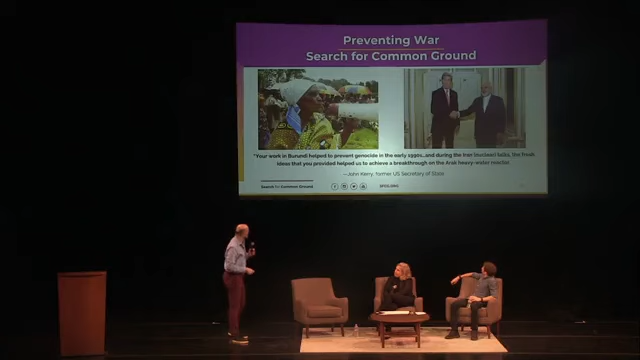 Preventing War
Search for Common Ground
"Your work in Burundi helped to prevent genocide in the early 1990s...and during the Iran (nuclear) talks, the fresh
ideas that you provided helped us to achieve a breakthrough on the Arak heavy-water reactor.
—John Kerry, former US Secretary of State
Search for Common Ground